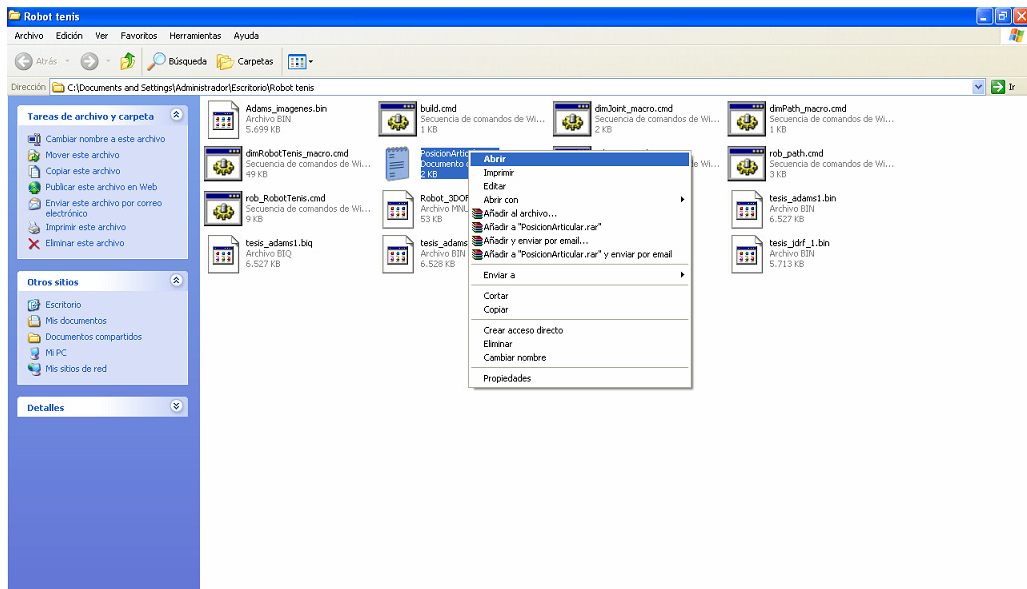 Robot tenis
Archivo Edición Ver Favoritos Herramientas Ayuda
Atrás Búsqueda Carpetas
Dirección C:\Documents and Settings\Administrador\Escritorio\Robot tenis Ir
Tareas de archivo y carpeta
Cambiar nombre a este archivo
Mover este archivo
Copiar este archivo
Publicar este archivo en Web
Enviar este archivo por correo
electrónico
Imprimir este archivo
Eliminar este archivo
Otros sitios
Escritorio
Mis documentos
Documentos compartidos
Mi PC
Mis sitios de red
Detalles
Adams_imagenes.bin
Archivo BIN
5.699 KB
build.cmd
Secuencia de comandos de Wi...
1 KB
dimJoint_macro.cmd
Secuencia de comandos de Wi...
2 KB
dimPath_macro.cmd
Secuencia de comandos de Wi...
1 KB
dimRobotTenis_macro.cmd
Secuencia de comandos de Wi...
49 KB
PosicionArtic
Documento
2 KB
e Wi...
rob_path.cmd
Secuencia de comandos de Wi...
3 KB
rob_RobotTenis.cmd
Secuencia de comandos de Wi...
9 KB
Robot_3DOF
Archivo MNU
53 KB
tesis_adams1.bin
Archivo BIN
6.527 KB
tesis_adams1.biq
Archivo BIQ
6.527 KB
tesis_adams
Archivo BIN
6.528 KB
tesis_jdrf_1.bin
Archivo BIN
5.713 KB
Abrir
Imprimir
Editar
Abrir con
Añadir al archivo...
Añadir a "PosicionArticular.rar"
Añadir y enviar por email...
Añadir a "PosicionArticular.rar" y enviar por email
Enviar a
Cortar
Copiar
Crear acceso directo
Eliminar
Cambiar nombre
Propiedades